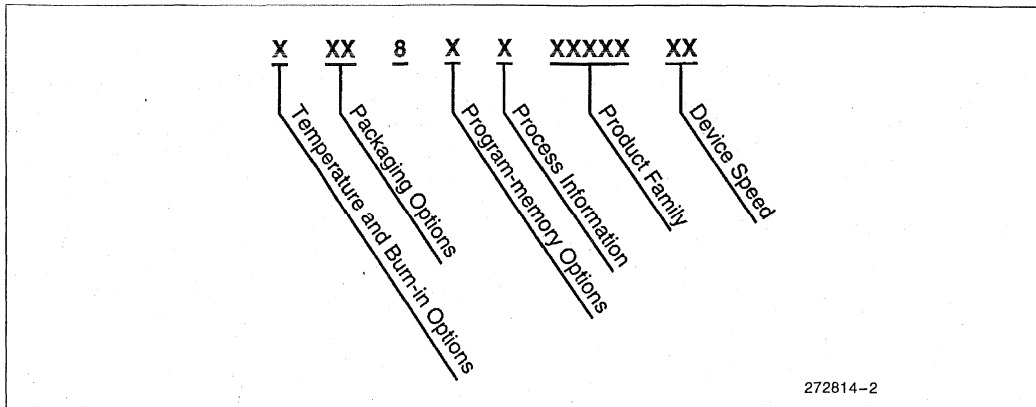 X XX 8 X X XXXXX XX
Temperature and Burn-in Options
Packaging Options
Program-memory Options
Process Information
Product Family
Device Speed
272814-2